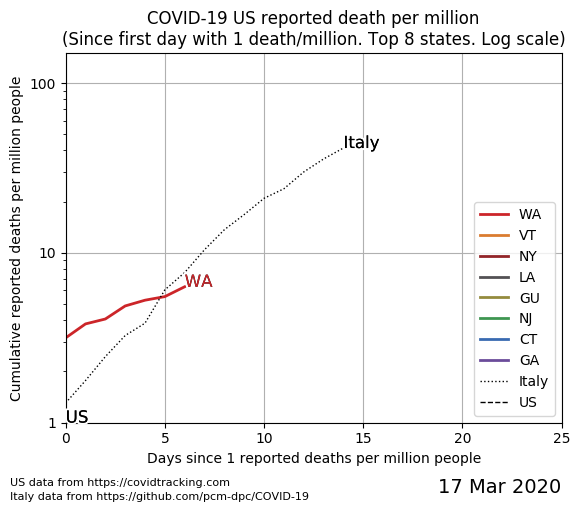 COVID-19 US reported death per million
(Since first day with 1 death/million. Top 8 states. Log scale)
Cumulative reported deaths per million people
100
10
1
Italy
WA
US
WA
VT
NY
LA
GU
NJ
CT
GA
Italy
US
0 5 10 15 20 25
Days since 1 reported deaths per million people
US data from https://covidtracking.com
Italy data from https://github.com/pcm-dpc/COVID-19
17 Mar 2020